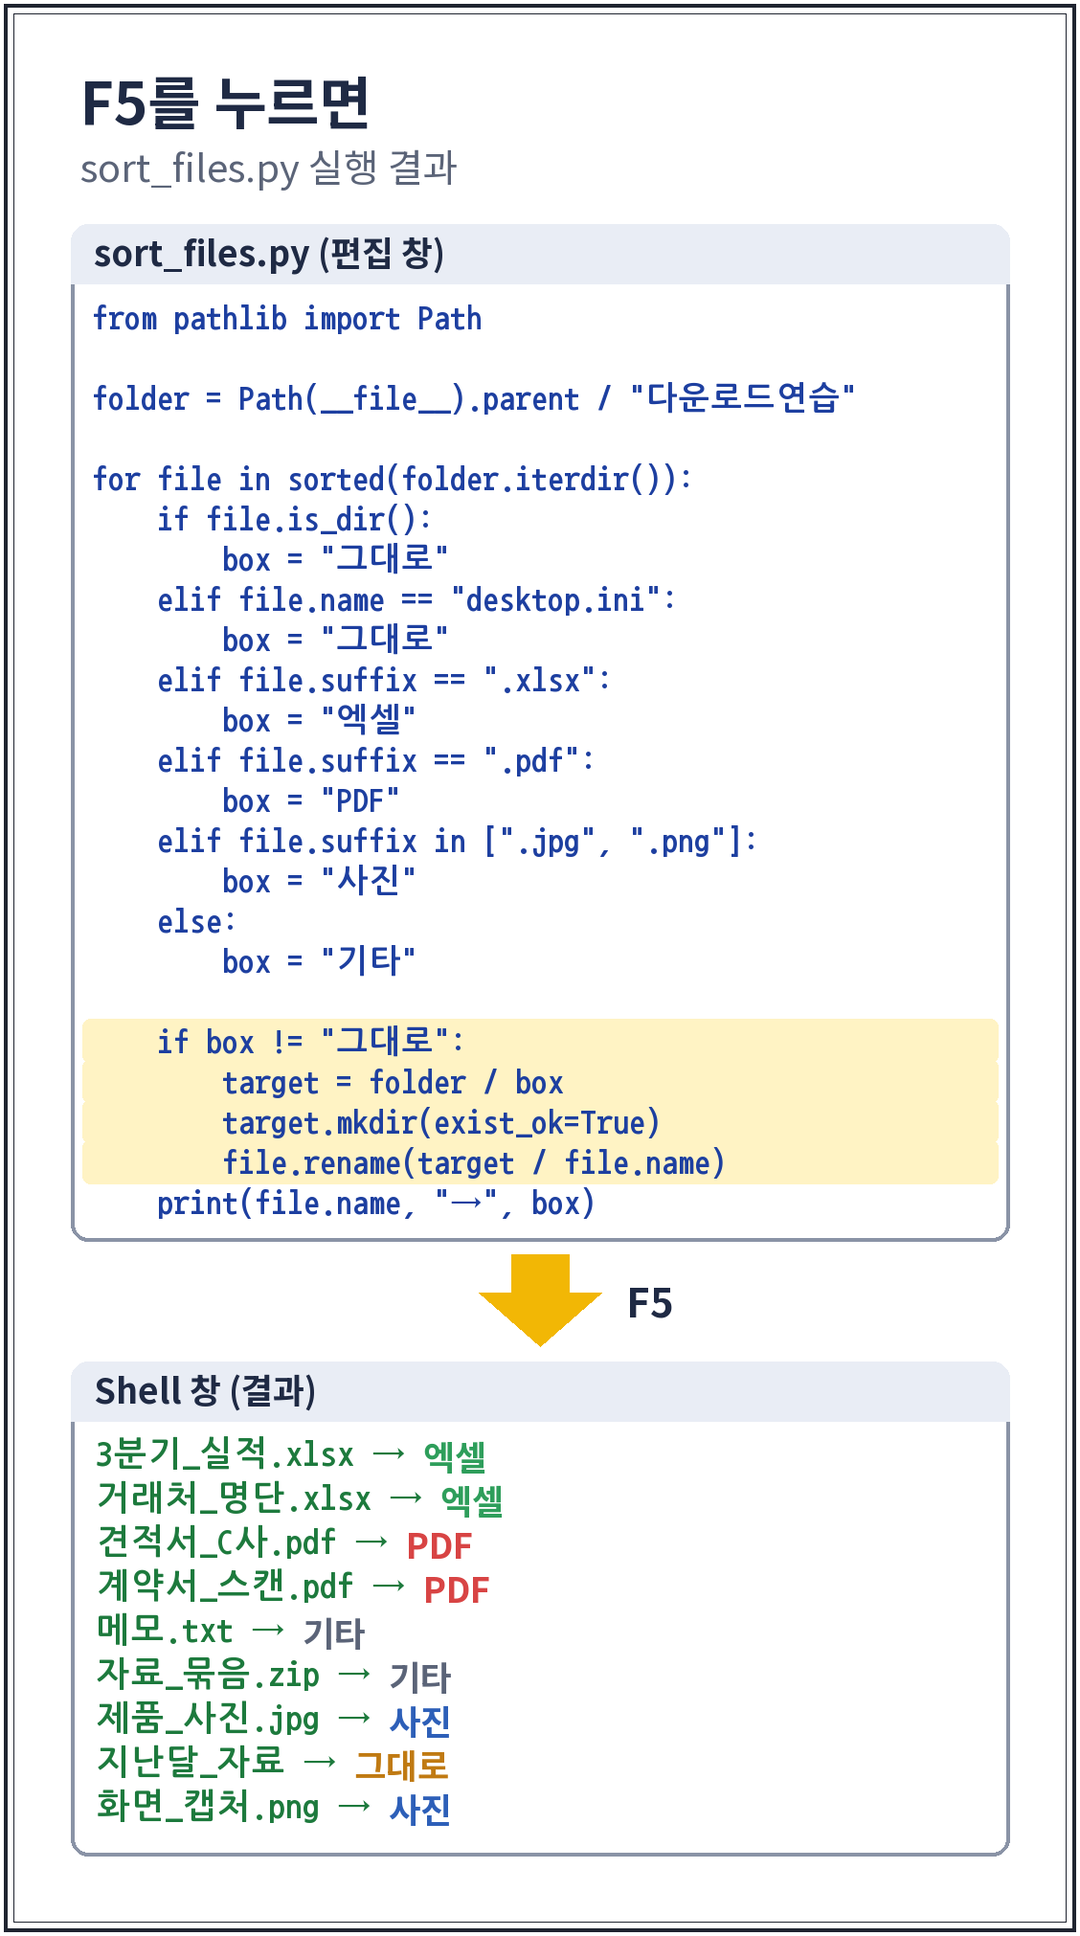 F5를 누르면
sort_files.py 실행 결과
sort_files.py (편집 창)
from pathlib import Path
folder = Path(__file__).parent / "다운로드연습"
for file in sorted(folder.iterdir()):
    if file.is_dir():
        box = "그대로"
    elif file.name == "desktop.ini":
        box = "그대로"
    elif file.suffix == ".xlsx":
        box = "엑셀"
    elif file.suffix == ".pdf":
        box = "PDF"
    elif file.suffix in [".jpg", ".png"]:
        box = "사진"
    else:
        box = "기타"
    if box != "그대로":
        target = folder / box
        target.mkdir(exist_ok=True)
        file.rename(target / file.name)
    print(file.name, "→", box)
F5
Shell 창 (결과)
3분기_실적.xlsx → 엑셀
거래처_명단.xlsx → 엑셀
견적서_C사.pdf → PDF
계약서_스캔.pdf → PDF
메모.txt → 기타
자료_묶음.zip → 기타
제품_사진.jpg → 사진
지난달_자료 → 그대로
화면_캡처.png → 사진